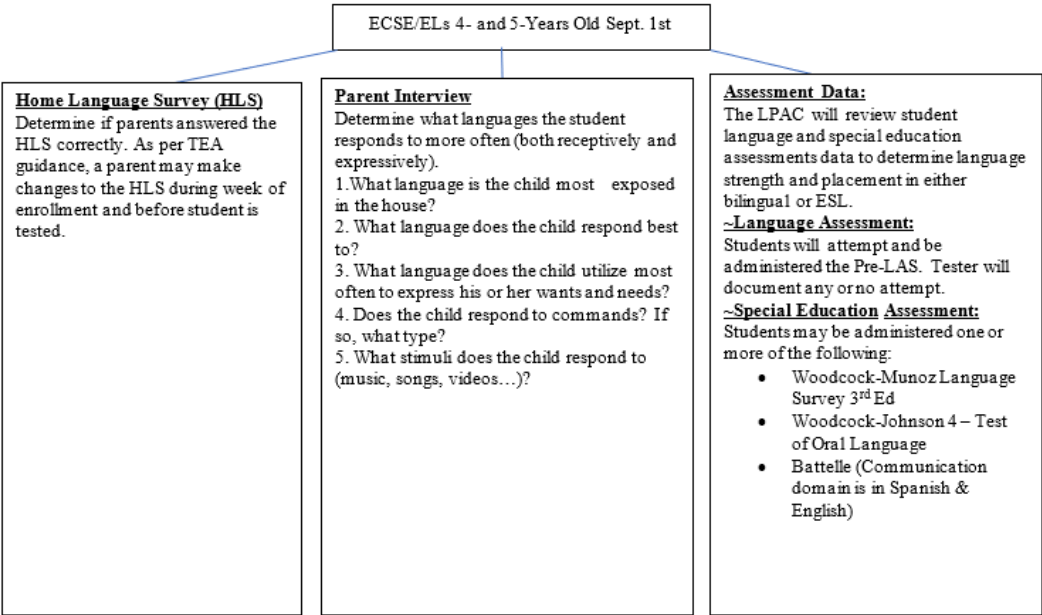 ECSE/ELs 4- and 5-Years Old Sept. 1st
Home Language Survey (HLS)
Determine if parents answered the
HLS correctly. As per TEA
guidance, a parent may make
changes to the HLS during week of
enrollment and before student is
tested.
Parent Interview
Determine what languages the student
responds to more often (both receptively and
expressively).
1.What language is the child most exposed
in the house?
2. What language does the child respond best
to?
3. What language does the child utilize most
often to express his or her wants and needs?
4. Does the child respond to commands? If
so, what type?
5. What stimuli does the child respond to
(music, songs, videos…)?
Assessment Data:
The LPAC will review student
language and special education
assessments data to determine language
strength and placement in either
bilingual or ESL.
~Language Assessment:
Students will attempt and be
administered the Pre-LAS. Tester will
document any or no attempt.
~Special Education Assessment:
Students may be administered one or
more of the following:
• Woodcock-Munoz Language
Survey 3rd Ed
• Woodcock-Johnson 4 – Test
of Oral Language
• Battelle (Communication
domain is in Spanish &
English)